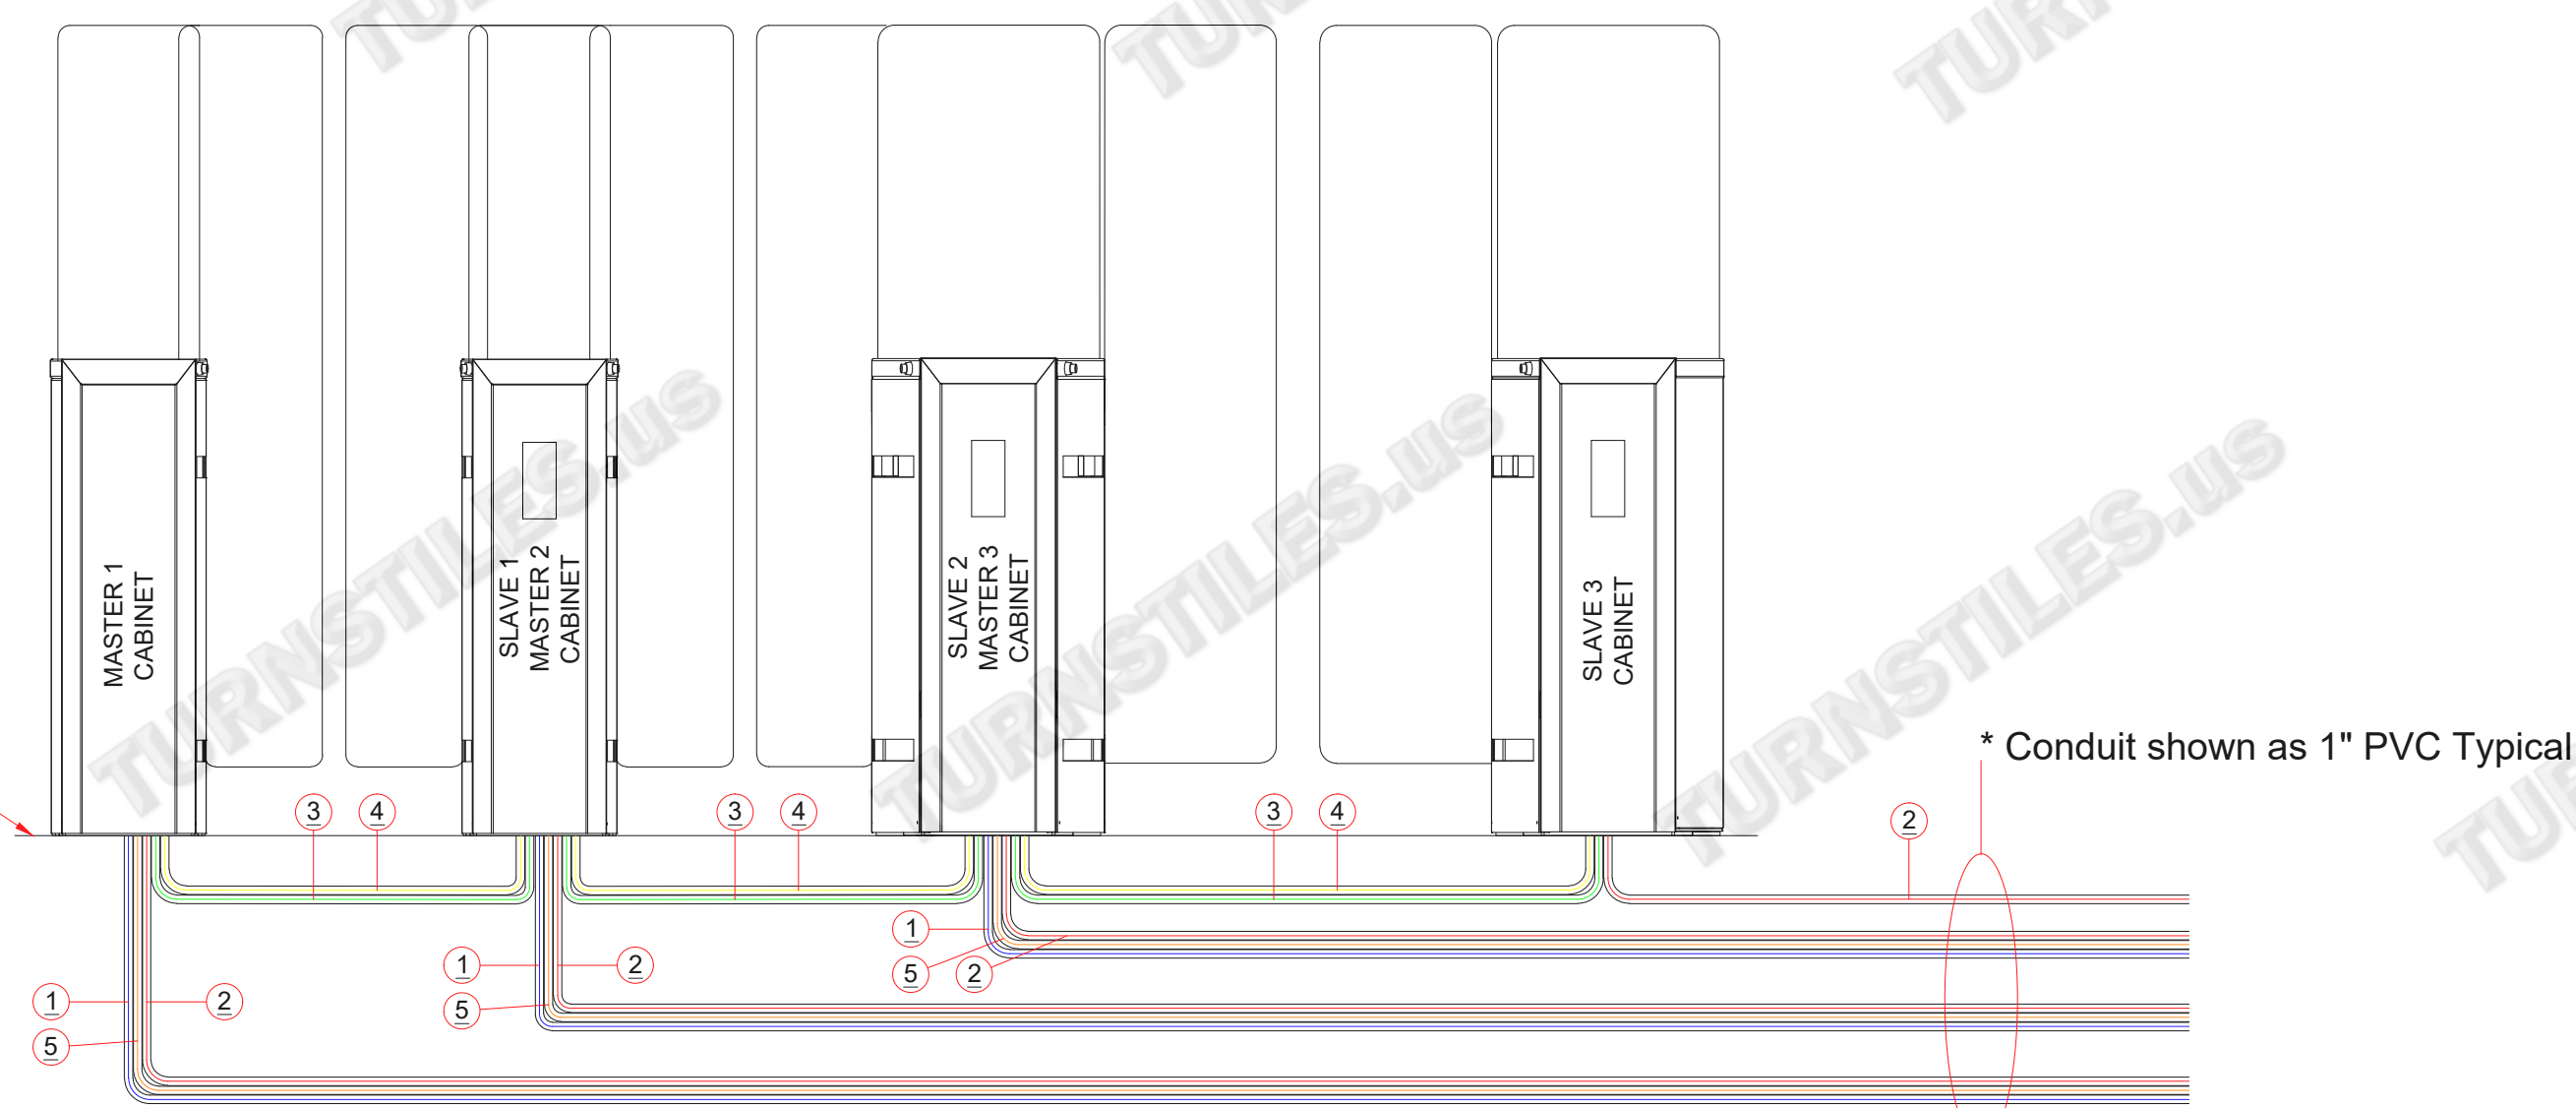 TURNSTILES.us
TURNSTILES.us
TURNSTILES.us
MASTER 1
CABINET
SLAVE 1
MASTER 2
CABINET
SLAVE 2
MASTER 3
CABINET
SLAVE 3
CABINET
* Conduit shown as 1" PVC Typical
3 4 3 4 3 4 2
1 5 2
1 5 2
1 5 2